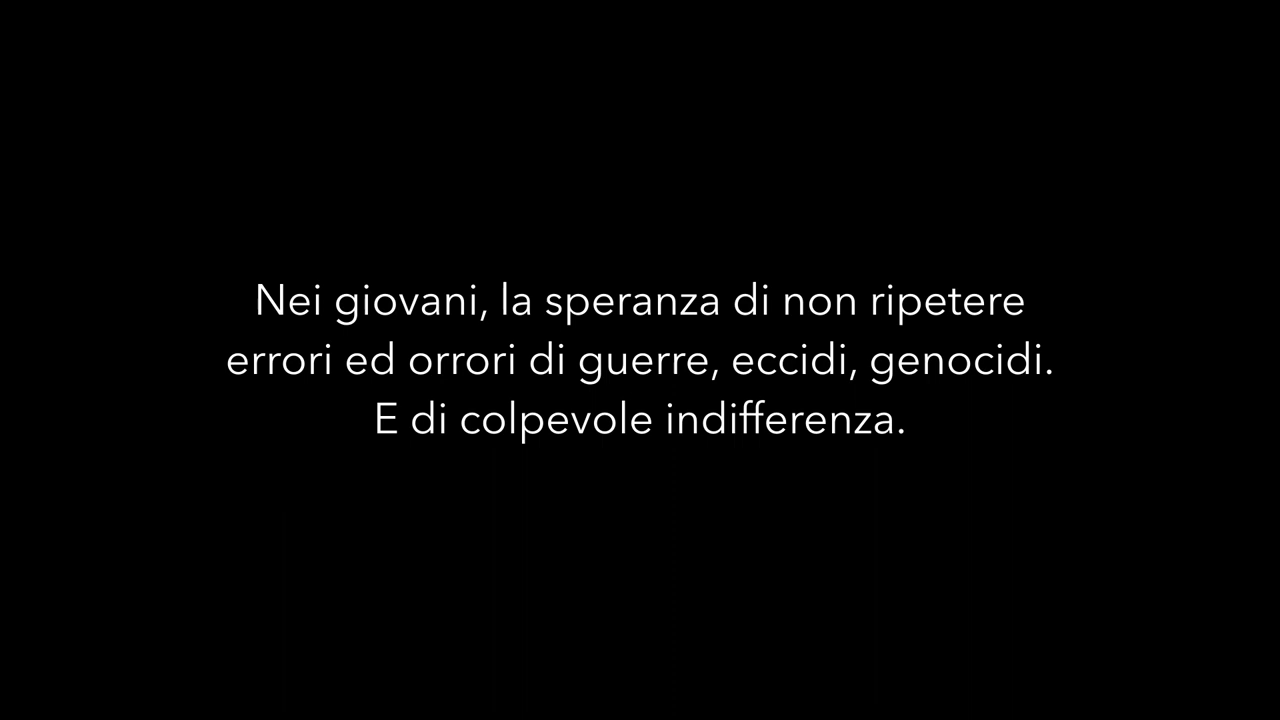 Nei giovani, la speranza di non ripetere
errori ed orrori di guerre, eccidi, genocidi.
E di colpevole indifferenza.